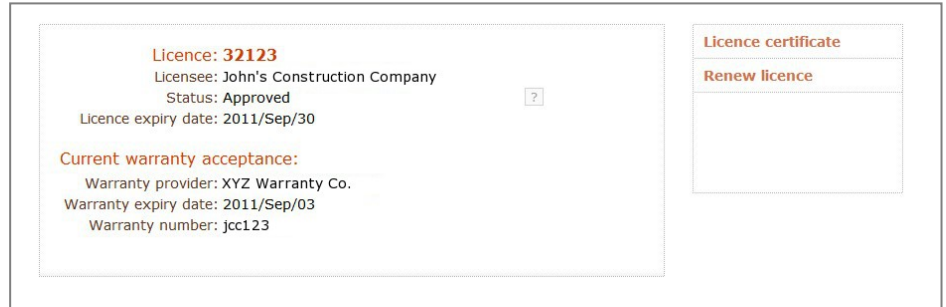 Licence: 32123
Licensee: John's Construction Company
Status: Approved
?
Licence expiry date: 2011/Sep/30
Current warranty acceptance:
Warranty provider: XYZ Warranty Co.
Warranty expiry date: 2011/Sep/03
Warranty number: jcc123
Licence certificate
Renew licence